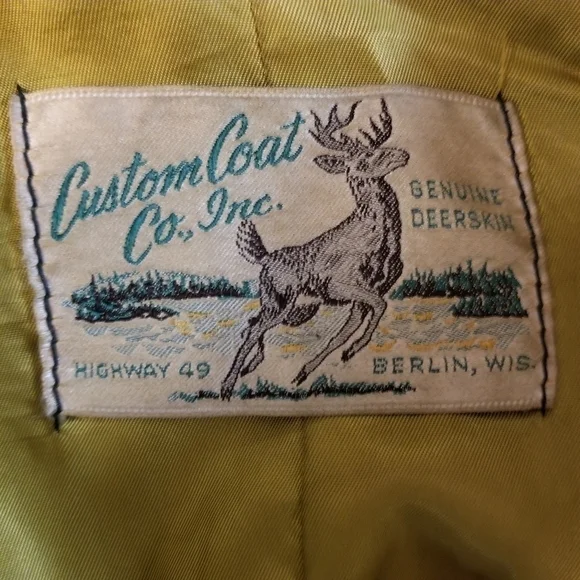 Custom Coat
Co., Inc.
GENUINE
DEERSKIN
HIGHWAY 49
BERLIN, WIS.